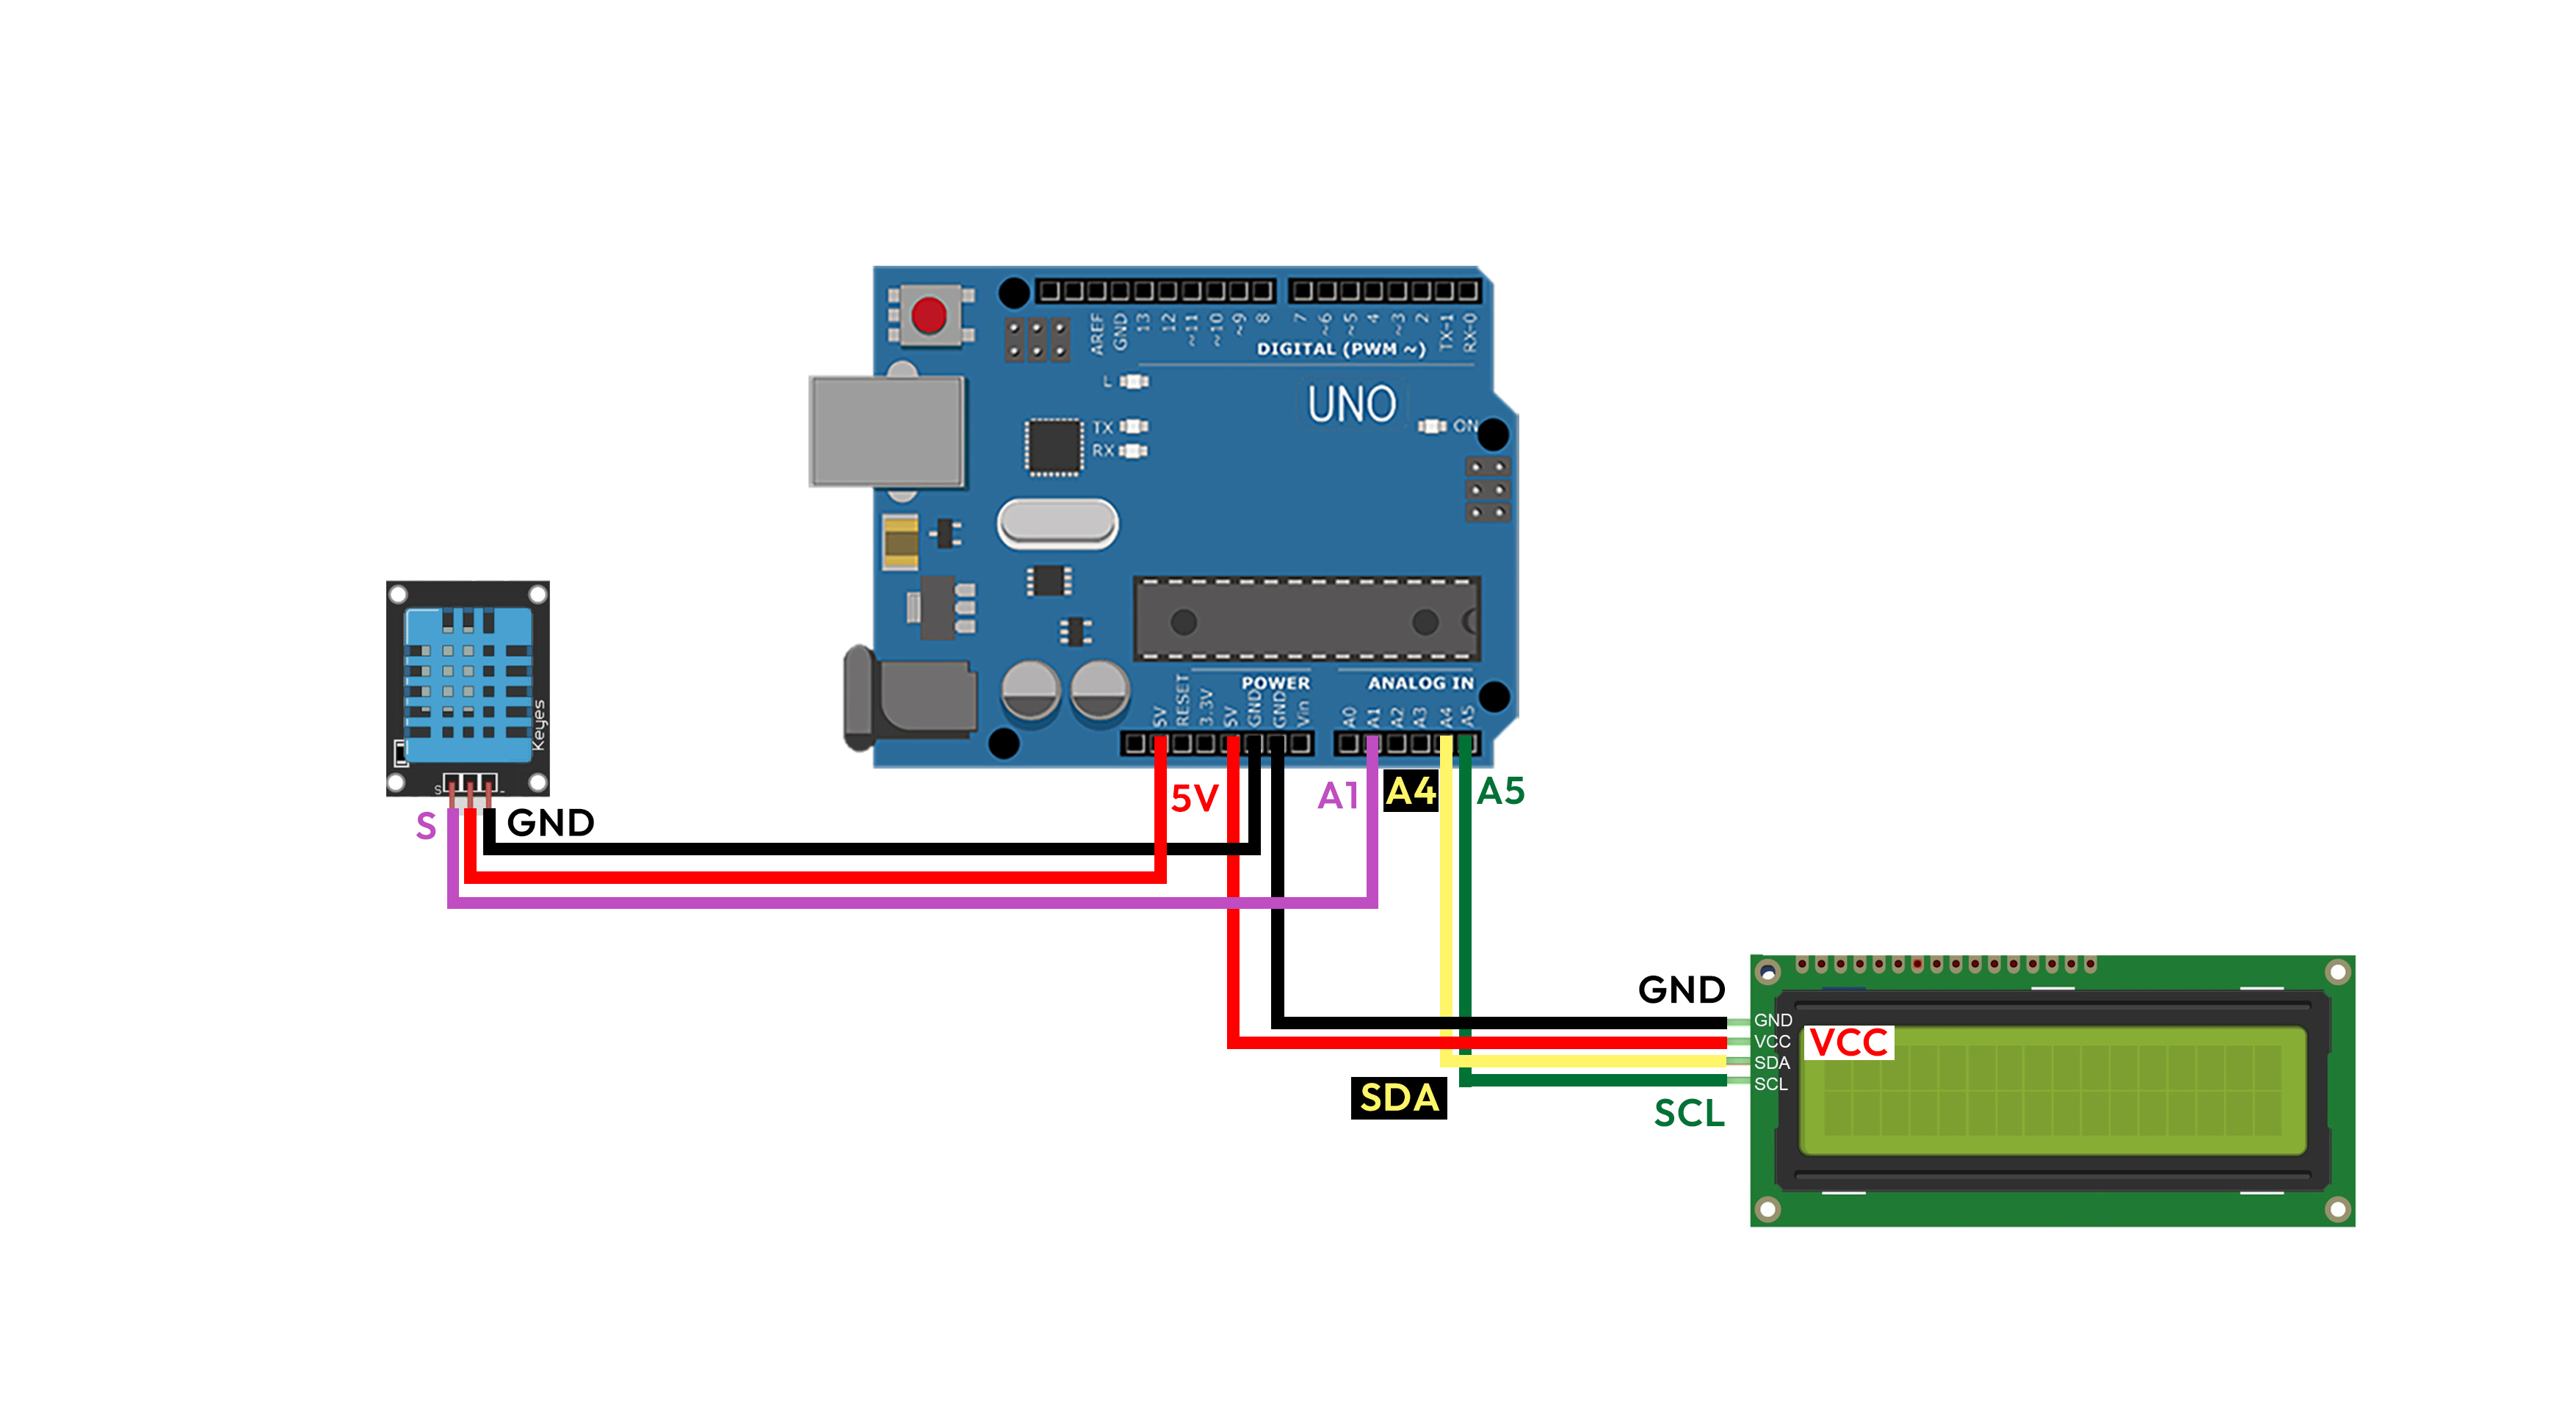 AREF
GND
13
12
~11
~10
~9
8
7
~6
~5
4
~3
2
TX-1
RX-0
DIGITAL (PWM ~)
L
TX
RX
UNO
ON
POWER
ANALOG IN
5V
RESET
3.3V
5V
GND
GND
Vin
A0
A1
A2
A3
A4
A5
Keyes
S
-
S
GND
5V
A1
A4
A5
GND
GND
VCC
SDA
SCL
VCC
SDA
SCL